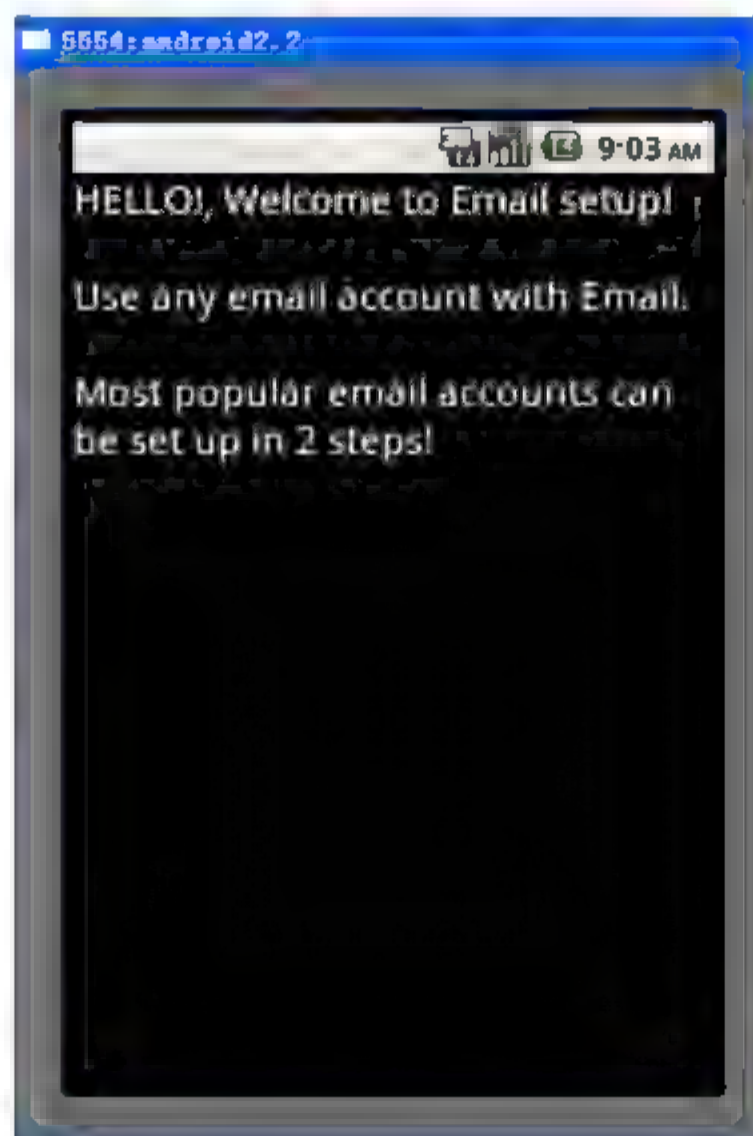 5554:android2.2
9:03 AM
HELLO!, Welcome to Email setup!
Use any email account with Email.
Most popular email accounts can
be set up in 2 steps!